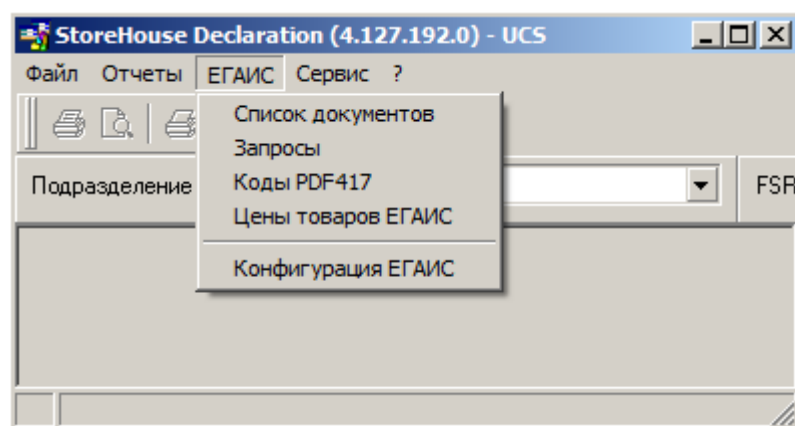 StoreHouse Declaration (4.127.192.0) - UCS
Файл Отчеты ЕГАИС Сервис ?
Список документов
Запросы
Коды PDF417
Подразделение
FSR
Цены товаров ЕГАИС
Конфигурация ЕГАИС